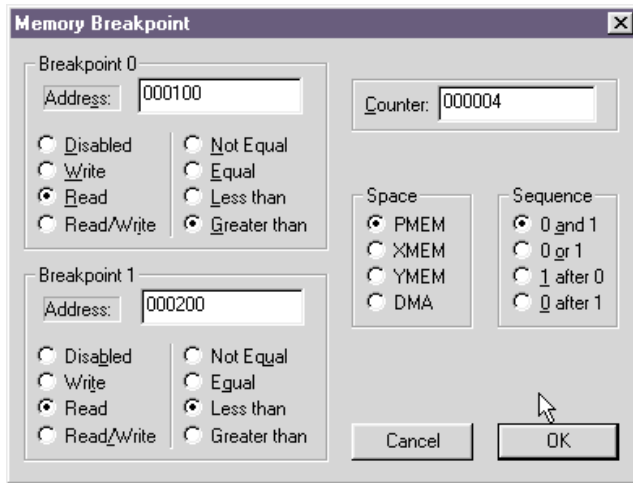 Memory Breakpoint
Breakpoint 0
Address: 000100
Disabled
Write
Read
Read/Write
Not Equal
Equal
Less than
Greater than
Counter: 000004
Space
PMEM
XMEM
YMEM
DMA
Sequence
0 and 1
0 or 1
1 after 0
0 after 1
Breakpoint 1
Address: 000200
Disabled
Write
Read
Read/Write
Not Equal
Equal
Less than
Greater than
Cancel
OK